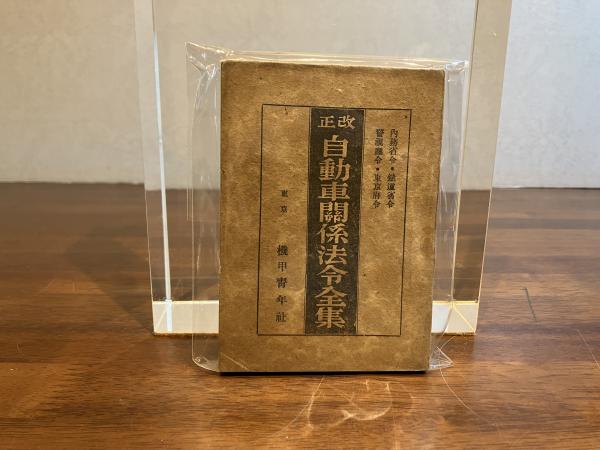 内務省令・鐵道省令
警視廳令・東京府令
改正
自動車關係法令全集
東京
機甲青年社